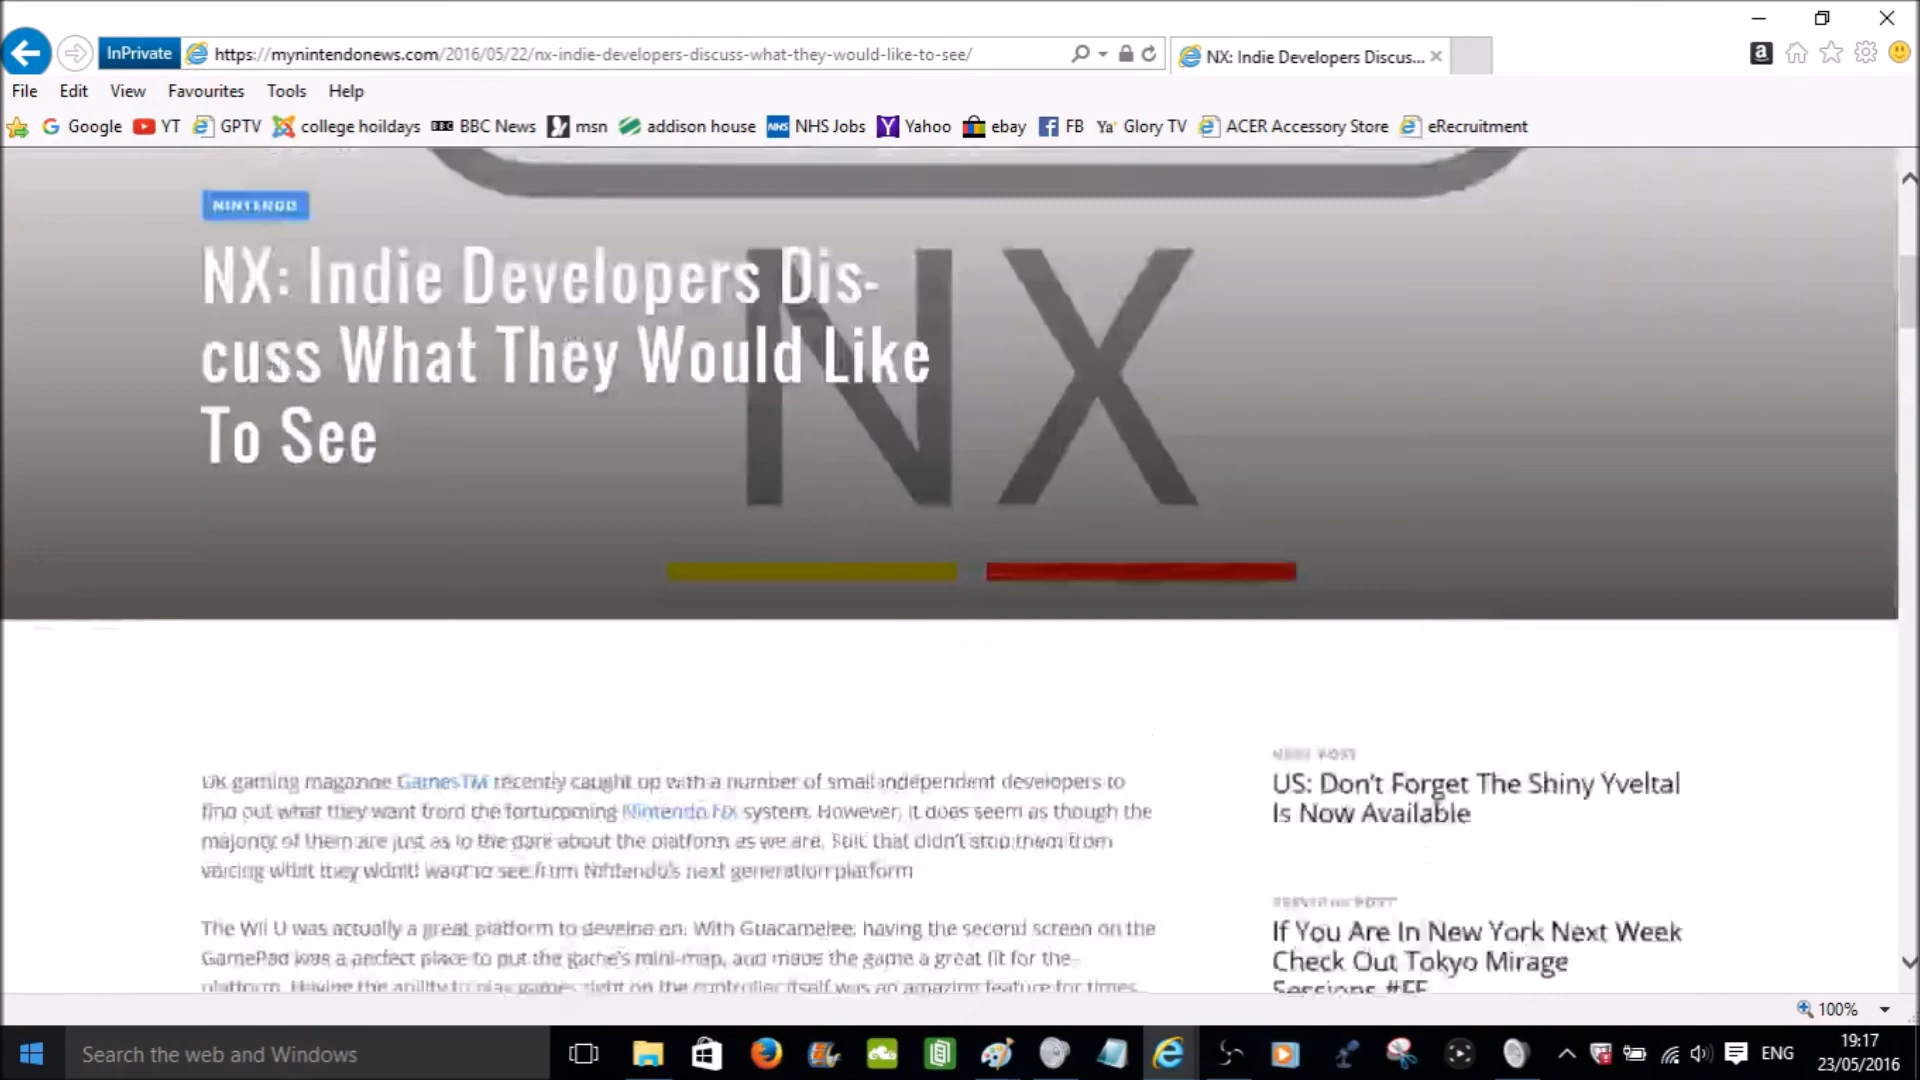 InPrivate https://mynintendonews.com/2016/05/22/nx-indie-developers-discuss-what-they-would-like-to-see/ NX: Indie Developers Discus...
File Edit View Favourites Tools Help
Google YT GPTV college hoildays BBC News msn addison house NHS Jobs Yahoo ebay FB Glory TV ACER Accessory Store eRecruitment
NINTENDO
NX
NX: Indie Developers Dis-
cuss What They Would Like
To See
UK gaming magazine GamesTM recently caught up with a number of small independent developers to
find out what they want from the forthcoming Nintendo NX system. However, it does seem as though the
majority of them are just as in the dark about the platform as we are, but that didn't stop them from
voicing what they want to see from Nintendo's next generation platform
The Wii U was actually a great platform to develop on. With Guacamelee, having the second screen on the
GamePad was a perfect place to put the game's mini-map, and made the game a great fit for the
platform. Having the ability to play games right on the controller itself was an amazing feature for times
NEXT POST
US: Don't Forget The Shiny Yveltal
Is Now Available
PREVIOUS POST
If You Are In New York Next Week
Check Out Tokyo Mirage
Sessions #FE
100%
Search the web and Windows
ENG
19:17
23/05/2016